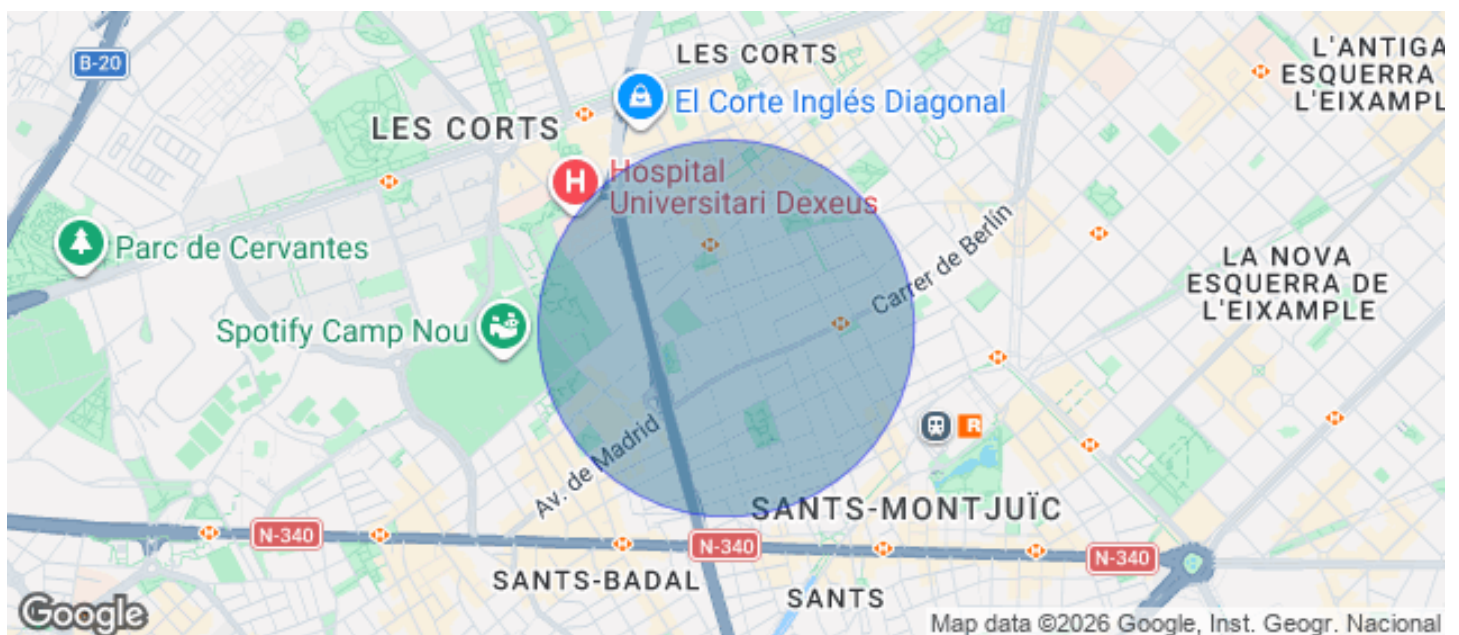 B-20
LES CORTS
L'ANTIGA
ESQUERRA
L'EIXAMPL
El Corte Inglés Diagonal
LES CORTS
H
Hospital
Universitari Dexeus
Parc de Cervantes
Carrer de Berlín
LA NOVA
ESQUERRA DE
L'EIXAMPLE
Spotify Camp Nou
R
Av. de Madrid
SANTS-MONTJUÏC
N-340
N-340
N-340
SANTS-BADAL
SANTS
Google
Map data ©2026 Google, Inst. Geogr. Nacional